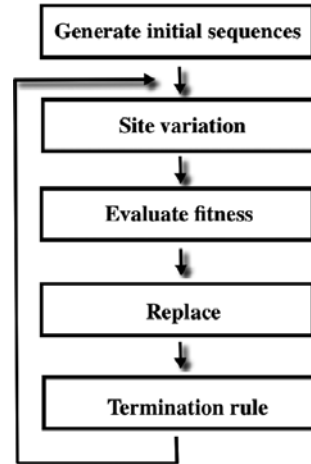 Generate initial sequences
Site variation
Evaluate fitness
Replace
Termination rule